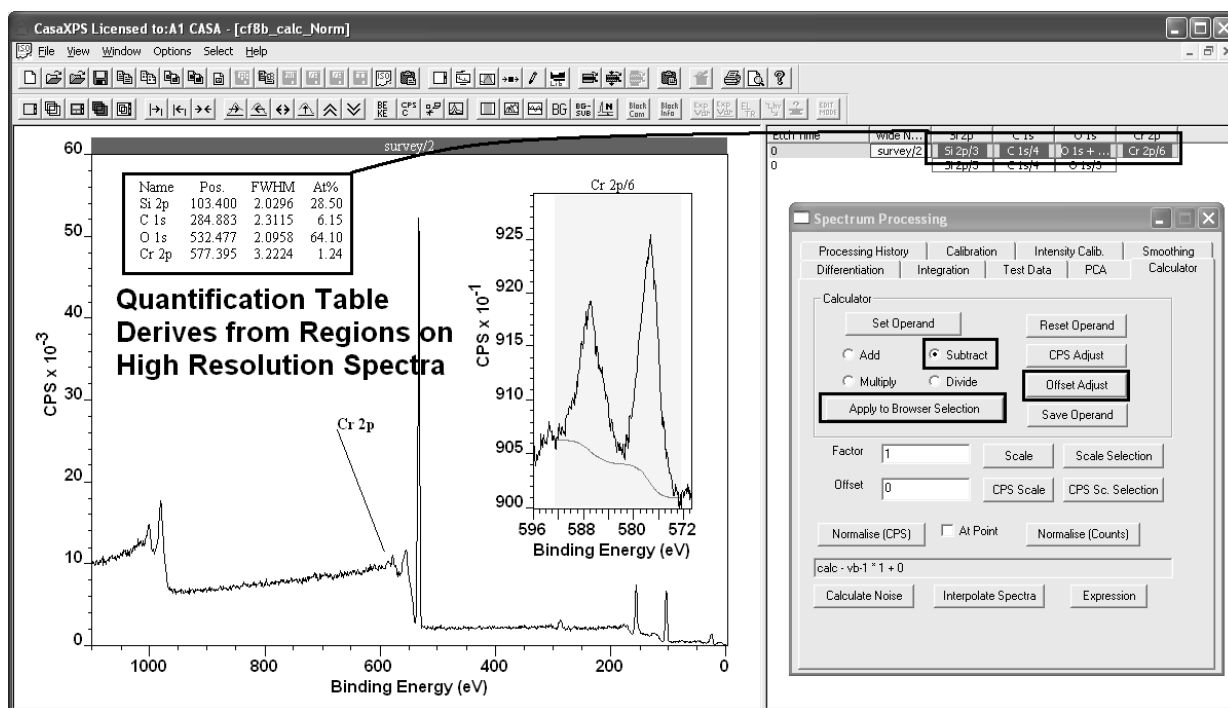 CasaXPS Licensed to:A1 CASA - [cf8b_calc_Norm]
File View Window Options Select Help
survey/2
Name Pos. FWHM At%
Si 2p 103.400 2.0296 28.50
C 1s 284.883 2.3115 6.15
O 1s 532.477 2.0958 64.10
Cr 2p 577.395 3.2224 1.24
Quantification Table
Derives from Regions on
High Resolution Spectra
Cr 2p
CPS x 10^-3
60
50
40
30
20
10
0
1000 800 600 400 200 0
Binding Energy (eV)
Cr 2p/6
CPS x 10^-1
925
920
915
910
905
900
596 588 580 572
Binding Energy (eV)
Etch Time Wide N... Si 2p C 1s O 1s Cr 2p
0 survey/2 Si 2p/3 C 1s/4 O 1s + ... Cr 2p/6
0 Si 2p/3 C 1s/4 O 1s/3
Spectrum Processing
Processing History Calibration Intensity Calib. Smoothing
Differentiation Integration Test Data PCA Calculator
Calculator
Set Operand Reset Operand
Add Subtract CPS Adjust
Multiply Divide Offset Adjust
Apply to Browser Selection Save Operand
Factor 1 Scale Scale Selection
Offset 0 CPS Scale CPS Sc. Selection
Normalise (CPS) At Point Normalise (Counts)
calc - vb-1 * 1 + 0
Calculate Noise Interpolate Spectra Expression